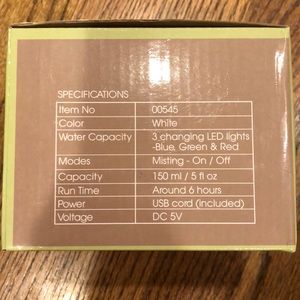 SPECIFICATIONS
Item No 00545
Color White
Water Capacity 3 changing LED lights
-Blue, Green & Red
Modes Misting - On / Off
Capacity 150 ml / 5 fl oz
Run Time Around 6 hours
Power USB cord (included)
Voltage DC 5V